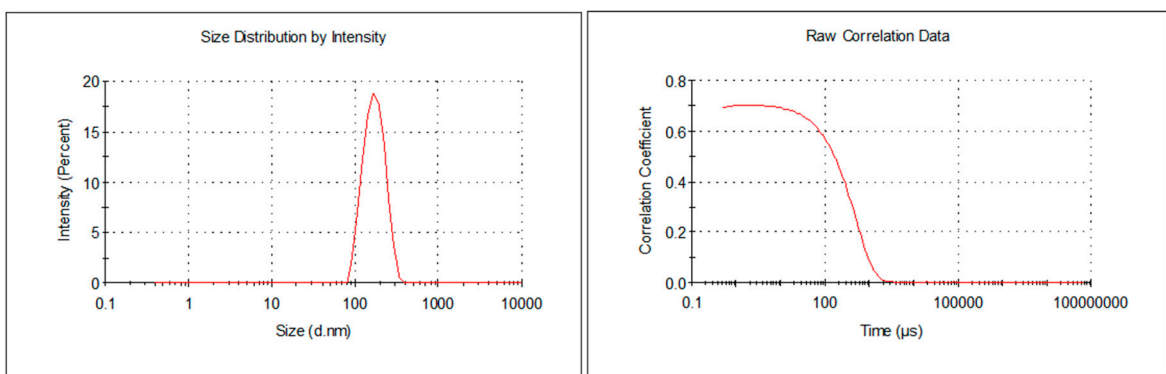 Size Distribution by Intensity
20
15
10
5
0
Intensity (Percent)
0.1 1 10 100 1000 10000
Size (d.nm)
Raw Correlation Data
0.8
0.6
0.4
0.2
0.0
Correlation Coefficient
0.1 100 100000 100000000
Time (µs)